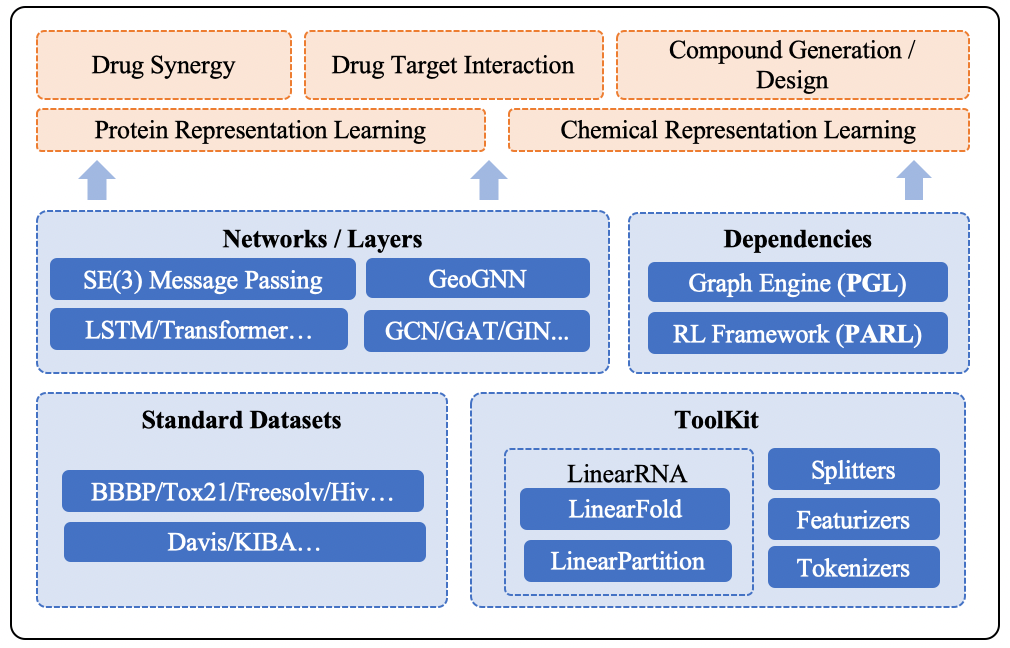 Drug Synergy
Drug Target Interaction
Compound Generation /
Design
Protein Representation Learning
Chemical Representation Learning
Networks / Layers
SE(3) Message Passing
GeoGNN
LSTM/Transformer…
GCN/GAT/GIN...
Dependencies
Graph Engine (PGL)
RL Framework (PARL)
Standard Datasets
BBBP/Tox21/Freesolv/Hiv…
Davis/KIBA…
ToolKit
LinearRNA
LinearFold
LinearPartition
Splitters
Featurizers
Tokenizers